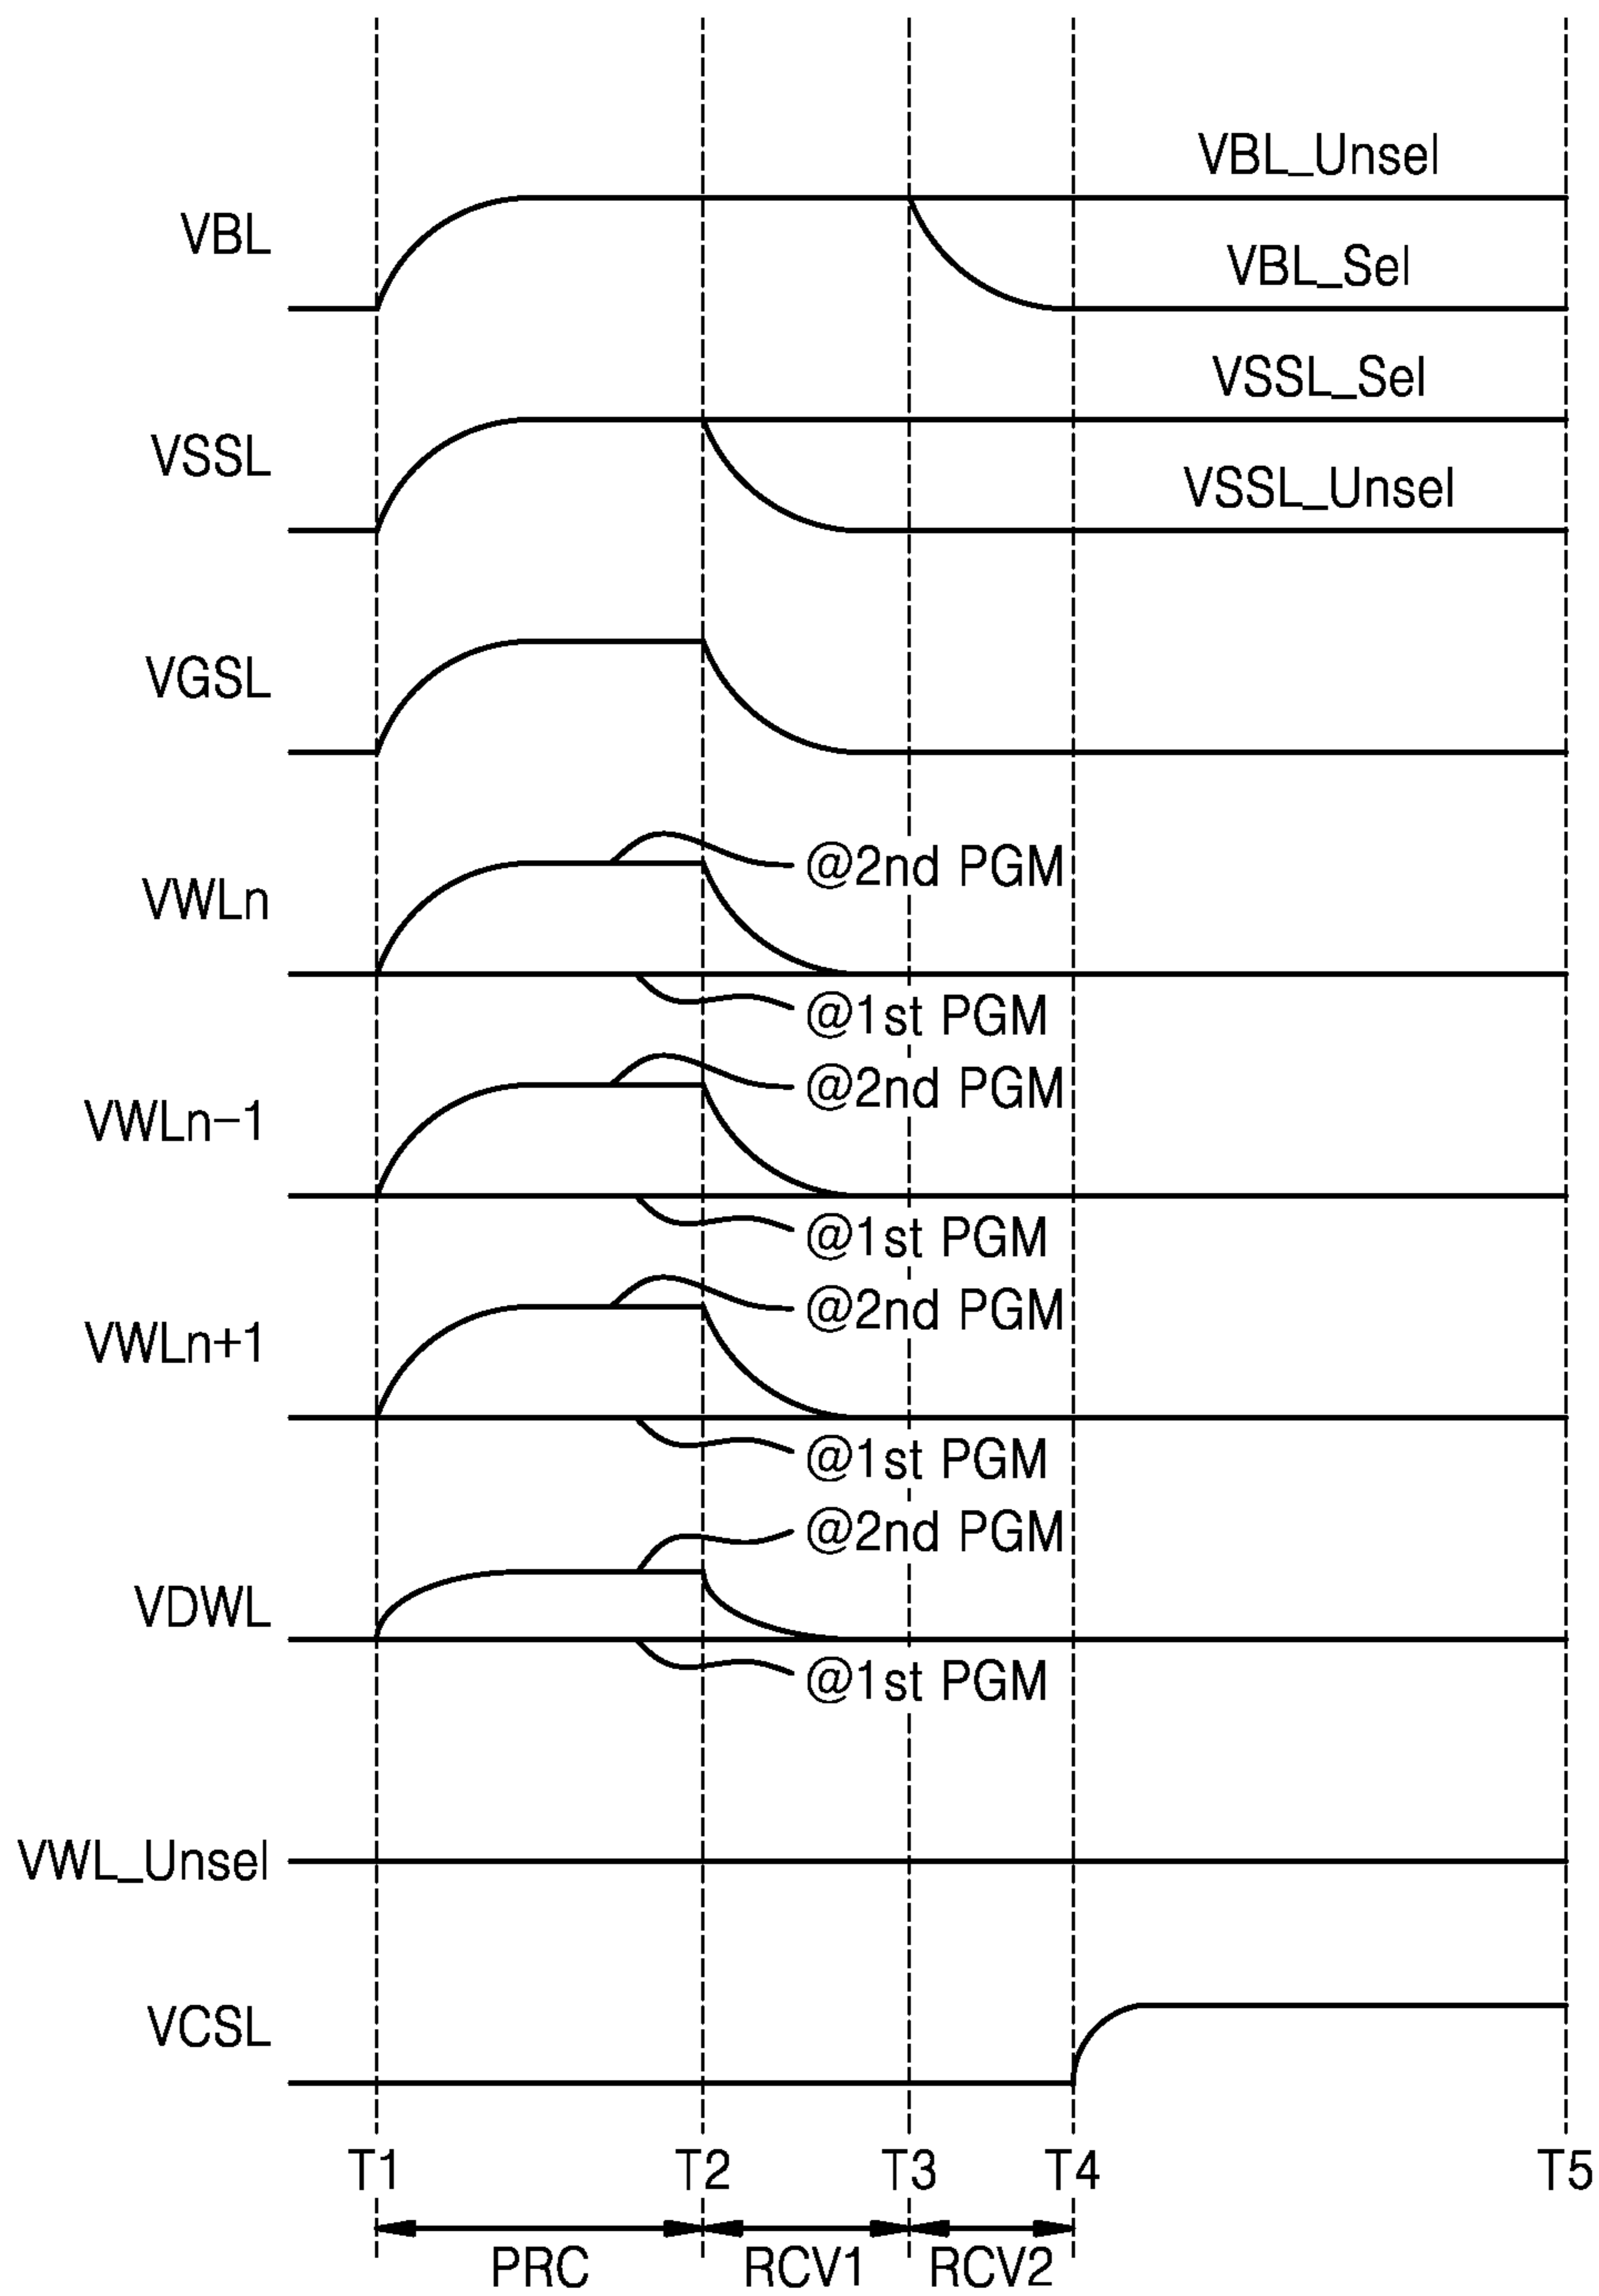 VBL_Unsel
VBL
VBL_Sel
VSSL_Sel
VSSL
VSSL_Unsel
VGSL
@2nd PGM
VWLn
@1st PGM
@2nd PGM
VWLn-1
@1st PGM
@2nd PGM
VWLn+1
@1st PGM
@2nd PGM
VDWL
@1st PGM
VWL_Unsel
VCSL
T1 T2 T3 T4 T5
PRC RCV1 RCV2